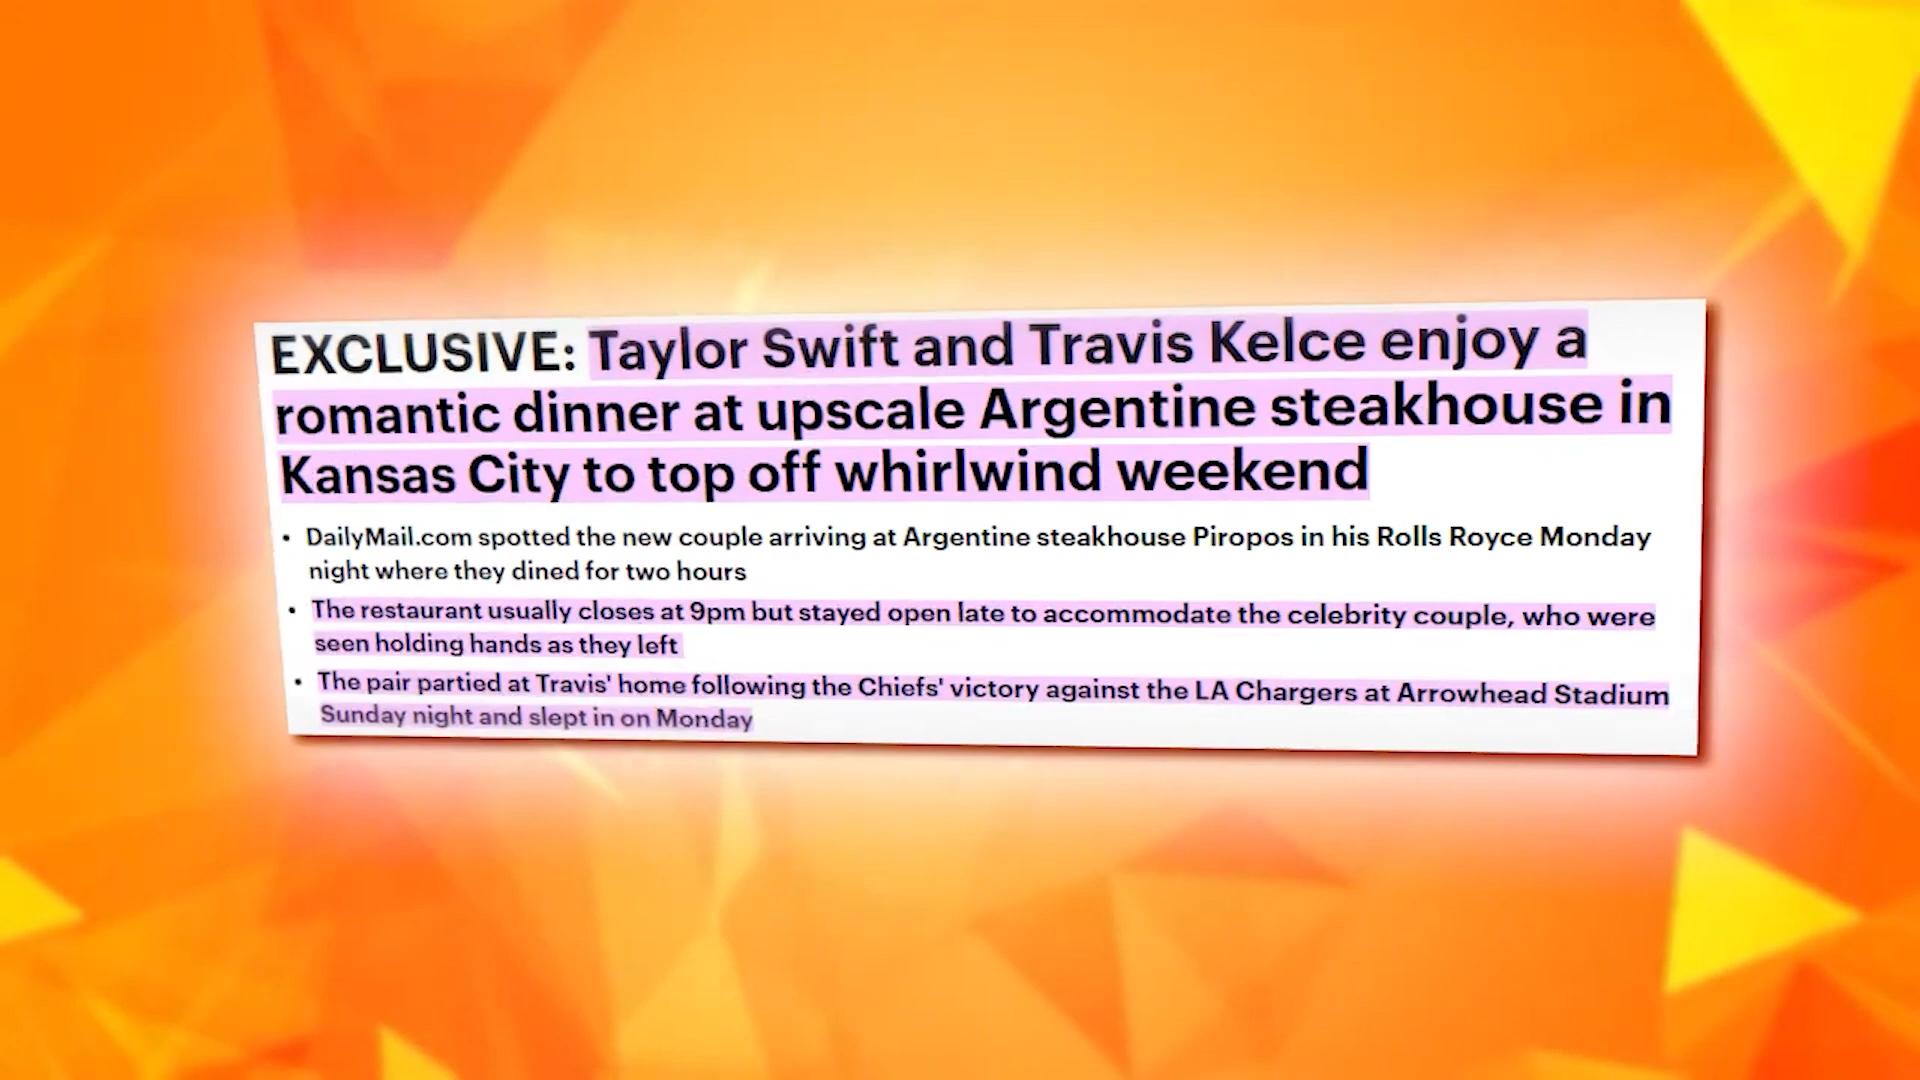 EXCLUSIVE: Taylor Swift and Travis Kelce enjoy a
romantic dinner at upscale Argentine steakhouse in
Kansas City to top off whirlwind weekend
• DailyMail.com spotted the new couple arriving at Argentine steakhouse Piropos in his Rolls Royce Monday
night where they dined for two hours
• The restaurant usually closes at 9pm but stayed open late to accommodate the celebrity couple, who were
seen holding hands as they left
• The pair partied at Travis' home following the Chiefs' victory against the LA Chargers at Arrowhead Stadium
Sunday night and slept in on Monday